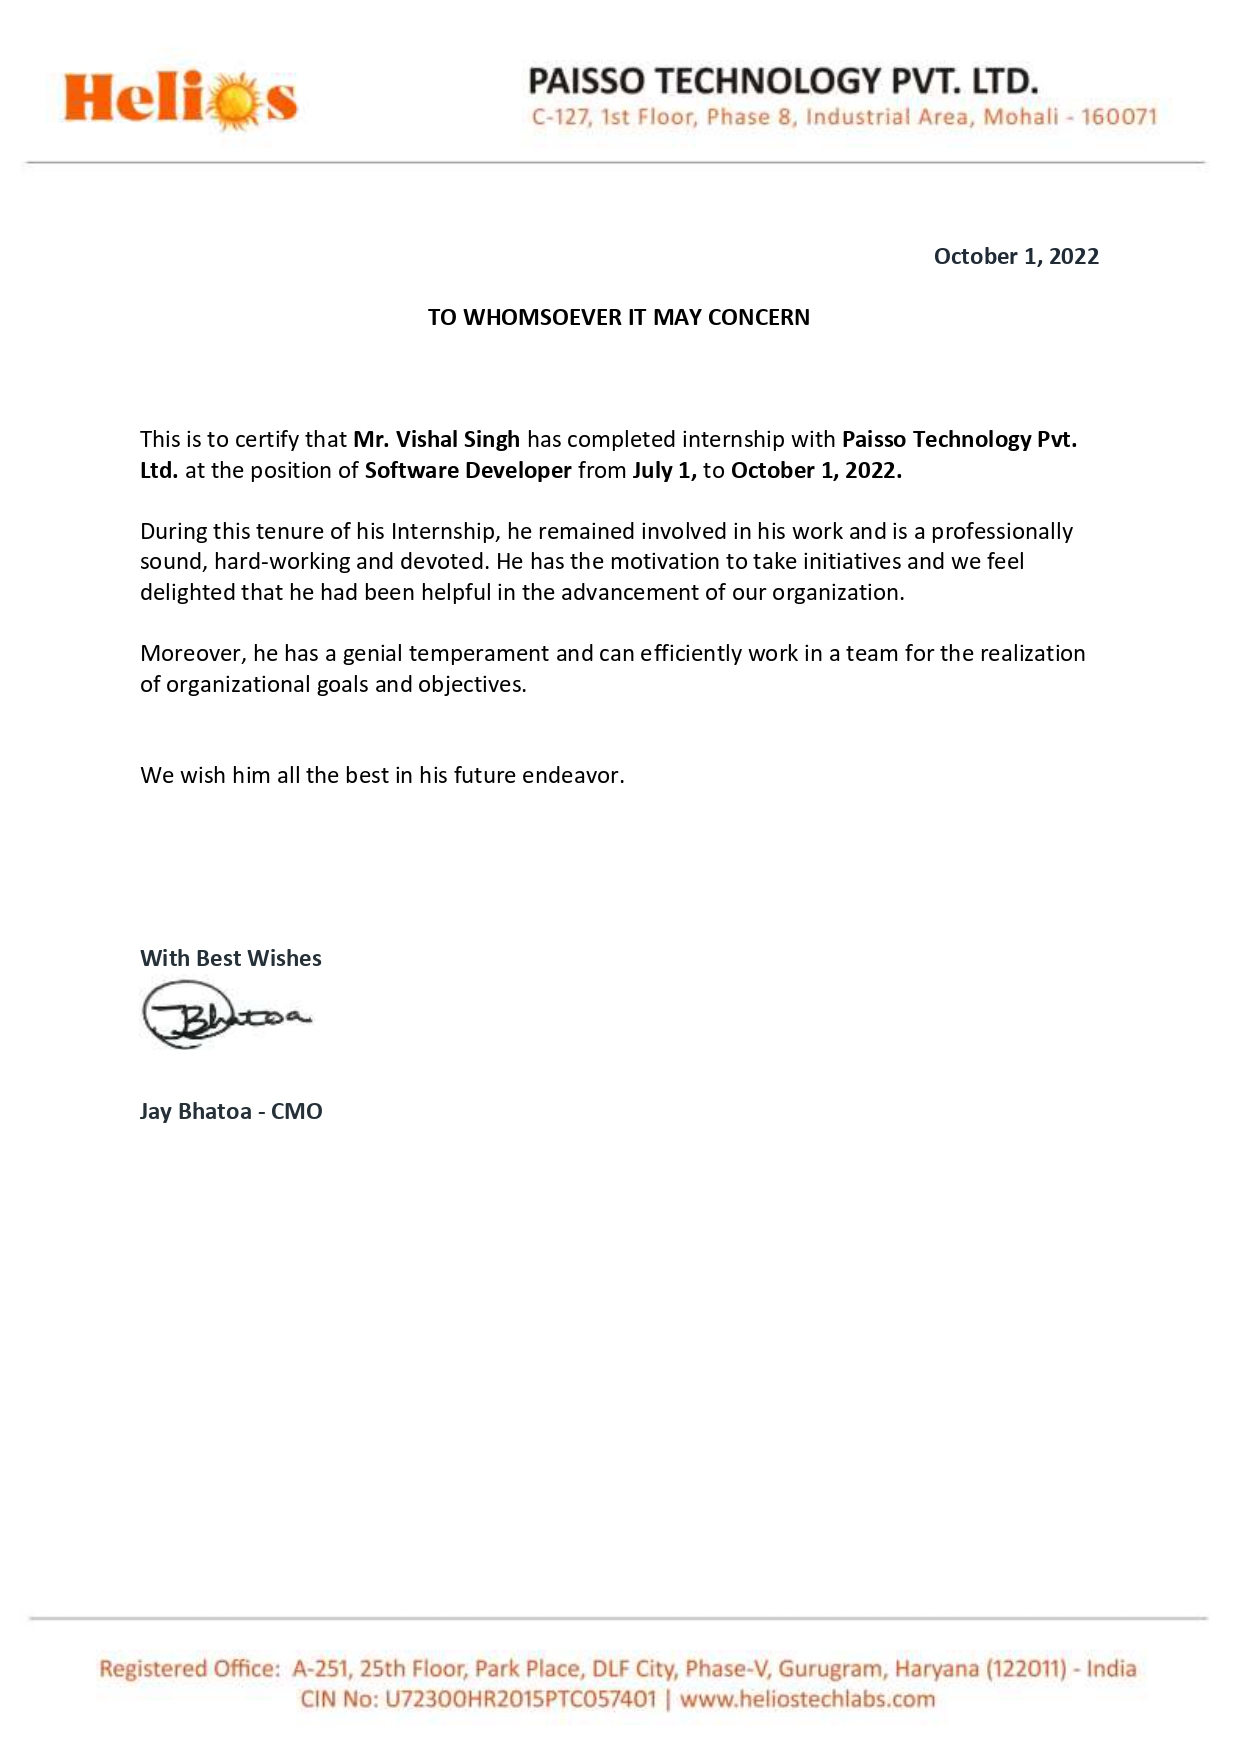 Helios
PAISSO TECHNOLOGY PVT. LTD.
C-127, 1st Floor, Phase 8, Industrial Area, Mohali - 160071
October 1, 2022
TO WHOMSOEVER IT MAY CONCERN
This is to certify that Mr. Vishal Singh has completed internship with Paisso Technology Pvt.
Ltd. at the position of Software Developer from July 1, to October 1, 2022.
During this tenure of his Internship, he remained involved in his work and is a professionally
sound, hard-working and devoted. He has the motivation to take initiatives and we feel
delighted that he had been helpful in the advancement of our organization.
Moreover, he has a genial temperament and can efficiently work in a team for the realization
of organizational goals and objectives.
We wish him all the best in his future endeavor.
With Best Wishes
JBhatoa
Jay Bhatoa - CMO
Registered Office: A-251, 25th Floor, Park Place, DLF City, Phase-V, Gurugram, Haryana (122011) - India
CIN No: U72300HR2015PTC057401 | www.heliostechlabs.com